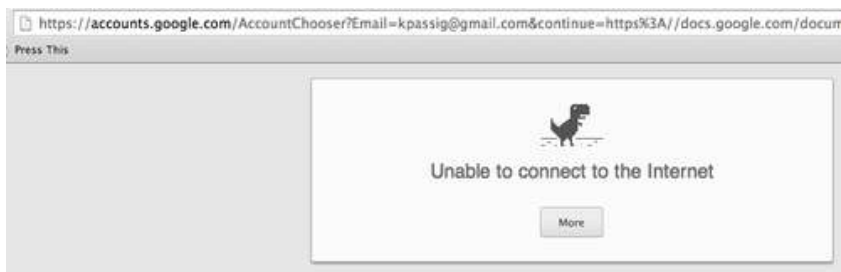 https://accounts.google.com/AccountChooser?Email=kpassig@gmail.com&continue=https%3A//docs.google.com/docum
Press This
Unable to connect to the Internet
More